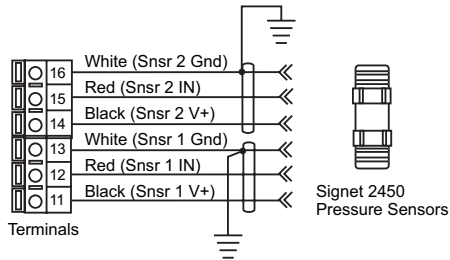 16 White (Snsr 2 Gnd)
15 Red (Snsr 2 IN)
14 Black (Snsr 2 V+)
13 White (Snsr 1 Gnd)
12 Red (Snsr 1 IN)
11 Black (Snsr 1 V+)
Terminals
Signet 2450
Pressure Sensors